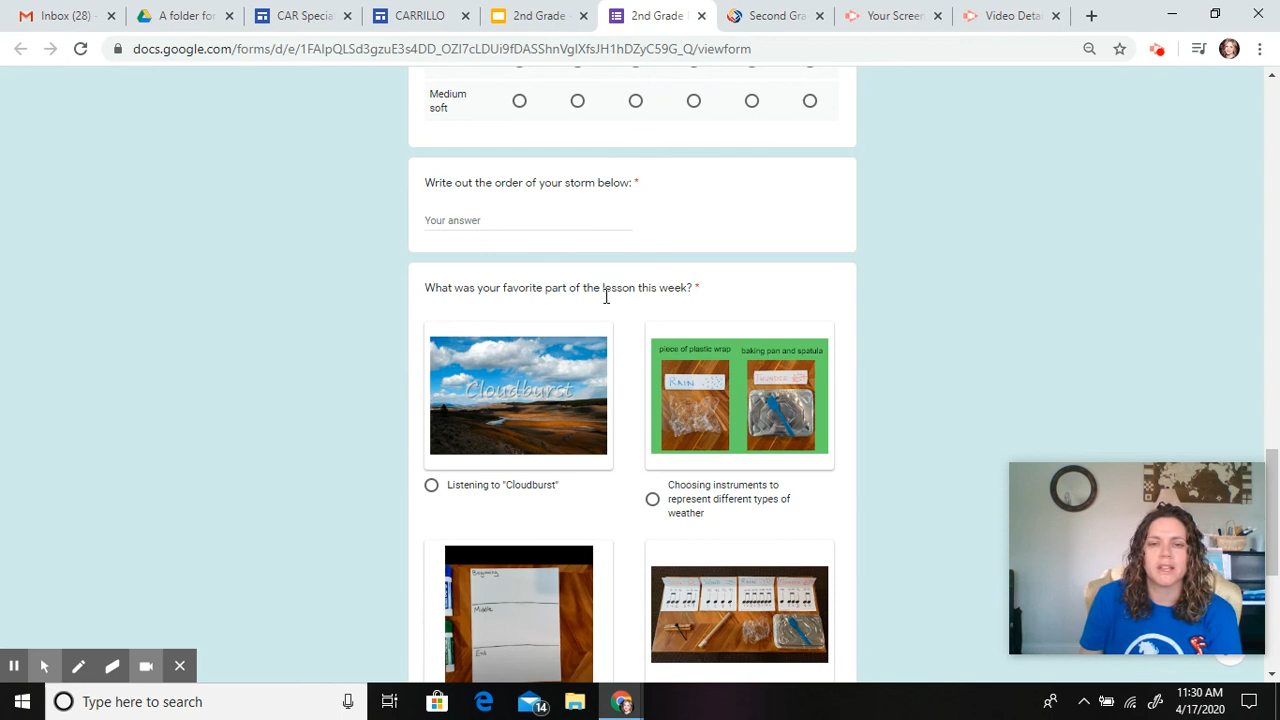 Inbox (28) -
A folder for
CAR Specia
CARRILLO
2nd Grade -
2nd Grade
Second Gra
Your Screen
Video Deta
docs.google.com/forms/d/e/1FAIpQLSd3gzuE3s4DD_OZI7cLDUi9fDASShnVgIXfsJH1hDZyC59G_Q/viewform
Medium
soft
Write out the order of your storm below: *
Your answer
What was your favorite part of the lesson this week? *
Cloudburst
piece of plastic wrap
baking pan and spatula
RAIN
THUNDER
Listening to "Cloudburst"
Choosing instruments to
represent different types of
weather
Beginning
Middle
End
RAIN
Type here to search
14
11:30 AM
4/17/2020